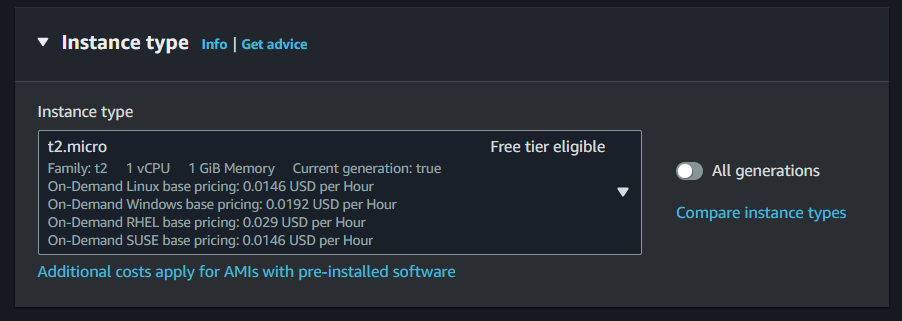 Instance type Info | Get advice
Instance type
t2.micro Free tier eligible
Family: t2 1 vCPU 1 GiB Memory Current generation: true
On-Demand Linux base pricing: 0.0146 USD per Hour
On-Demand Windows base pricing: 0.0192 USD per Hour
On-Demand RHEL base pricing: 0.029 USD per Hour
On-Demand SUSE base pricing: 0.0146 USD per Hour
All generations
Compare instance types
Additional costs apply for AMIs with pre-installed software